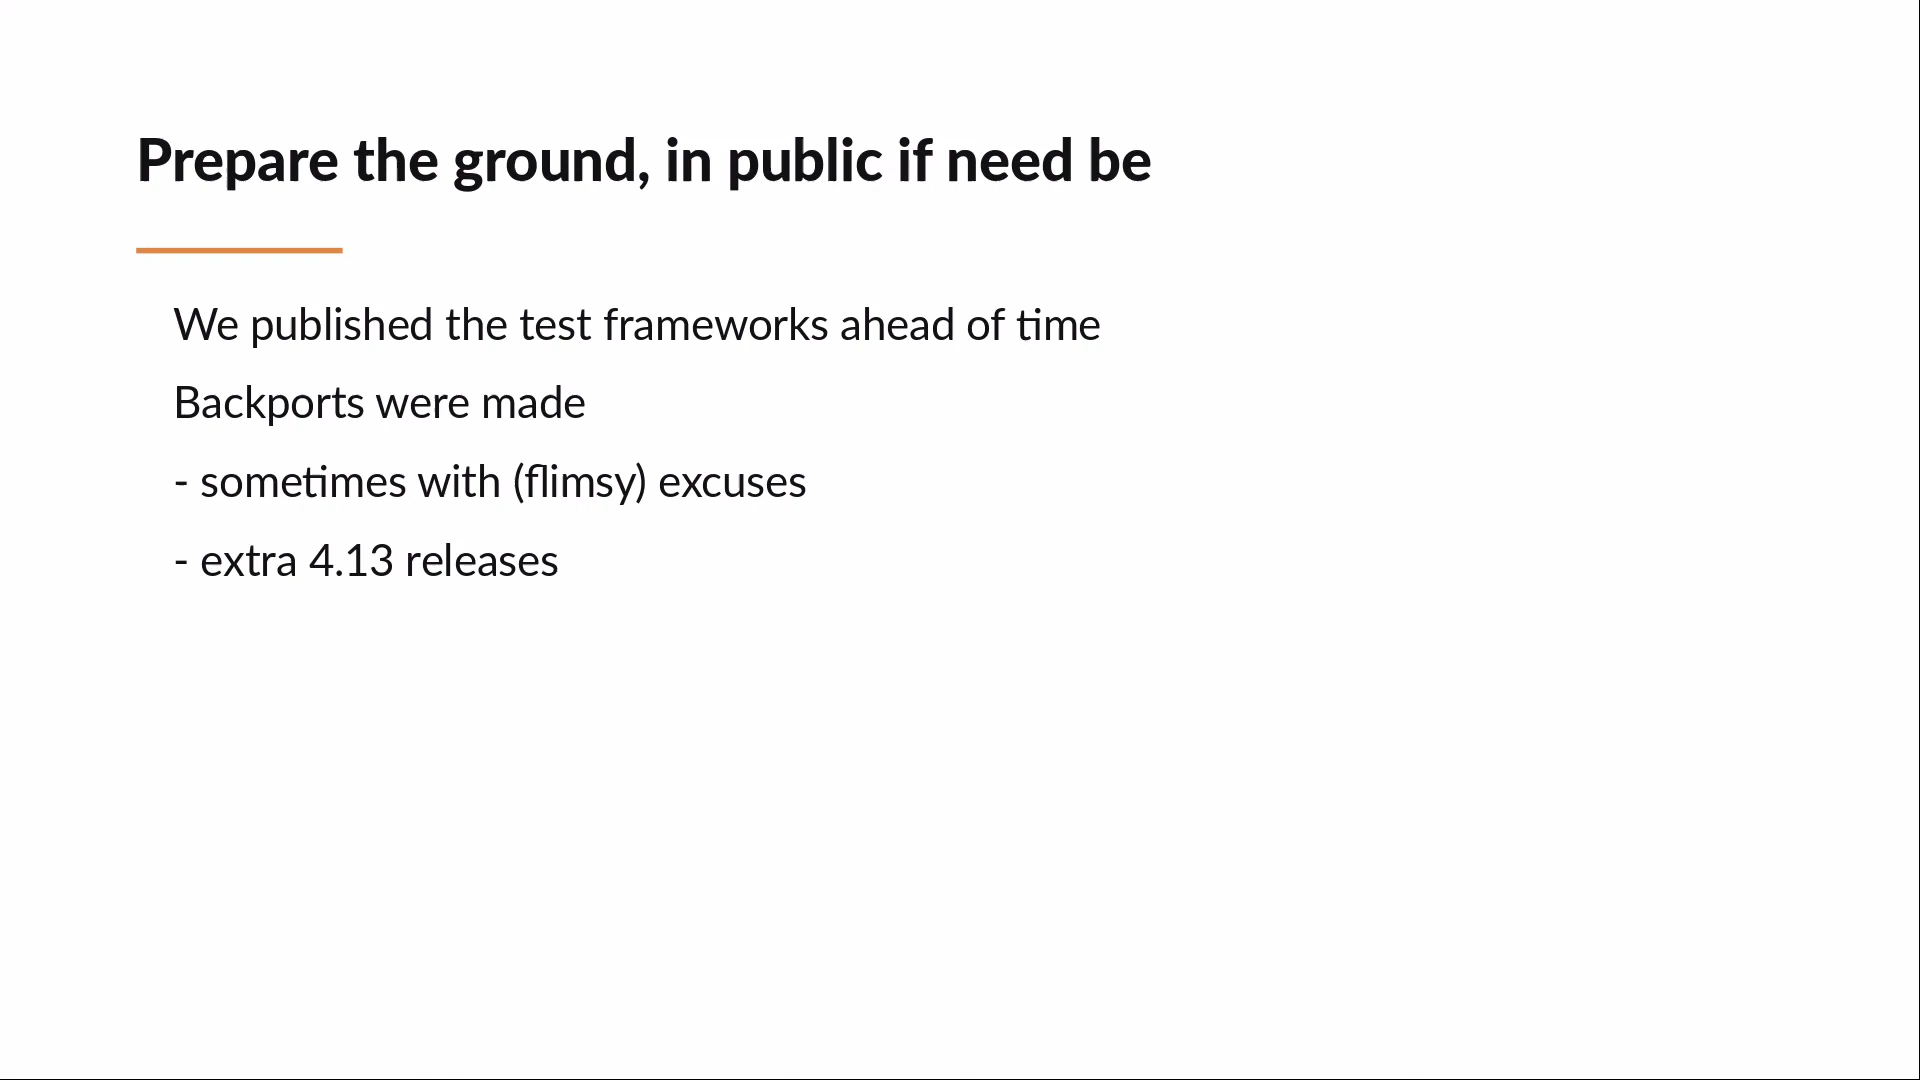 Prepare the ground, in public if need be
We published the test frameworks ahead of time
Backports were made
- sometimes with (flimsy) excuses
- extra 4.13 releases